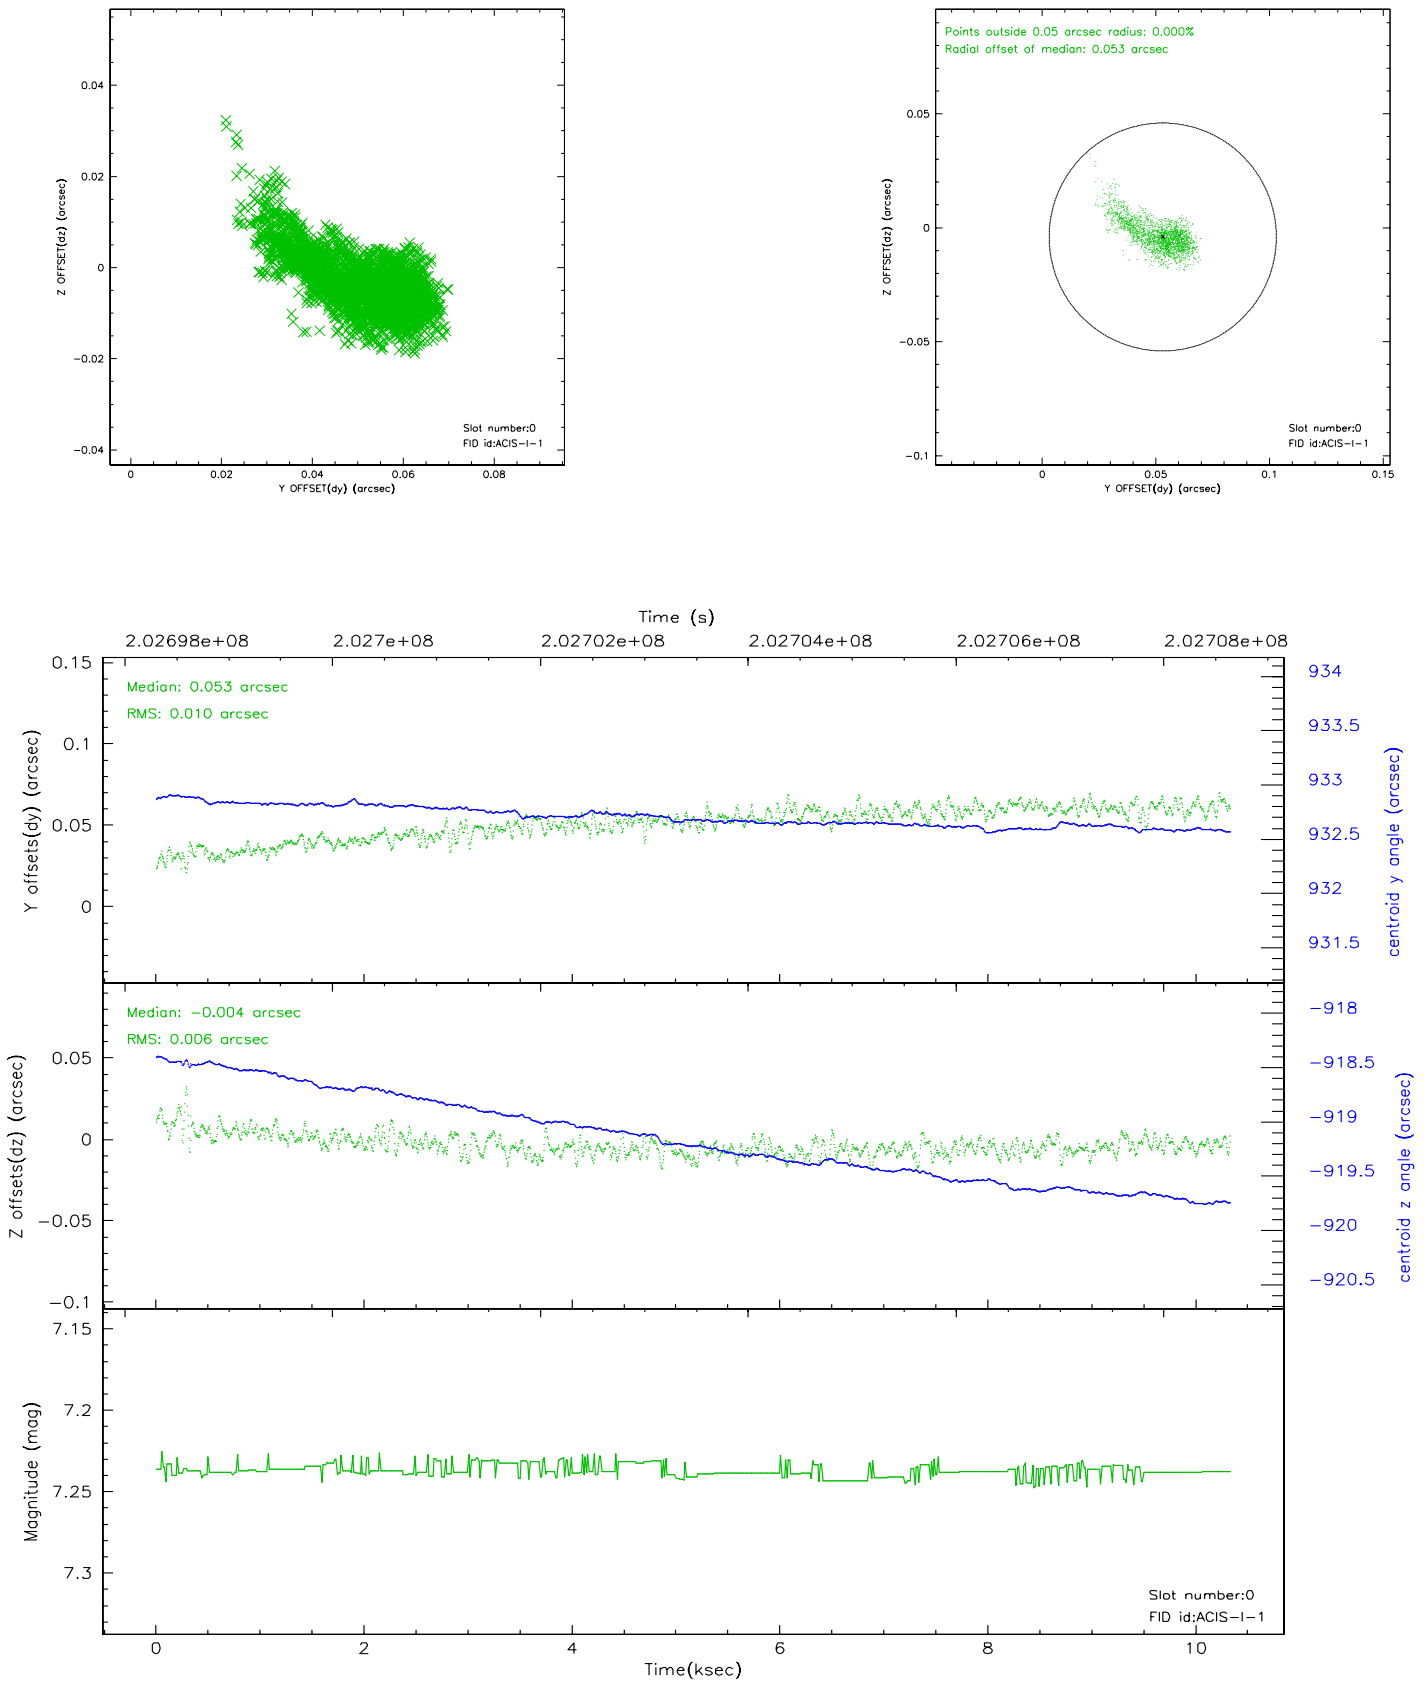 0.04
0.02
0
−0.02
−0.04
Z OFFSET(dz) (arcsec)
0
0.02
0.04
0.06
0.08
Y OFFSET(dy) (arcsec)
Slot number:0
FID id:ACIS−I−1
Points outside 0.05 arcsec radius: 0.000%
Radial offset of median: 0.053 arcsec
0.05
0
−0.05
−0.1
Z OFFSET(dz) (arcsec)
0
0.05
0.1
0.15
Y OFFSET(dy) (arcsec)
Slot number:0
FID id:ACIS−I−1
Time (s)
2.02698e+08
2.027e+08
2.02702e+08
2.02704e+08
2.02706e+08
2.02708e+08
Median: 0.053 arcsec
RMS: 0.010 arcsec
0.15
0.1
0.05
0
Y offsets(dy) (arcsec)
934
933.5
933
932.5
932
931.5
centroid y angle (arcsec)
Median: −0.004 arcsec
RMS: 0.006 arcsec
0.05
0
−0.05
−0.1
Z offsets(dz) (arcsec)
−918
−918.5
−919
−919.5
−920
−920.5
centroid z angle (arcsec)
7.15
7.2
7.25
7.3
Magnitude (mag)
Slot number:0
FID id:ACIS−I−1
0
2
4
6
8
10
Time(ksec)